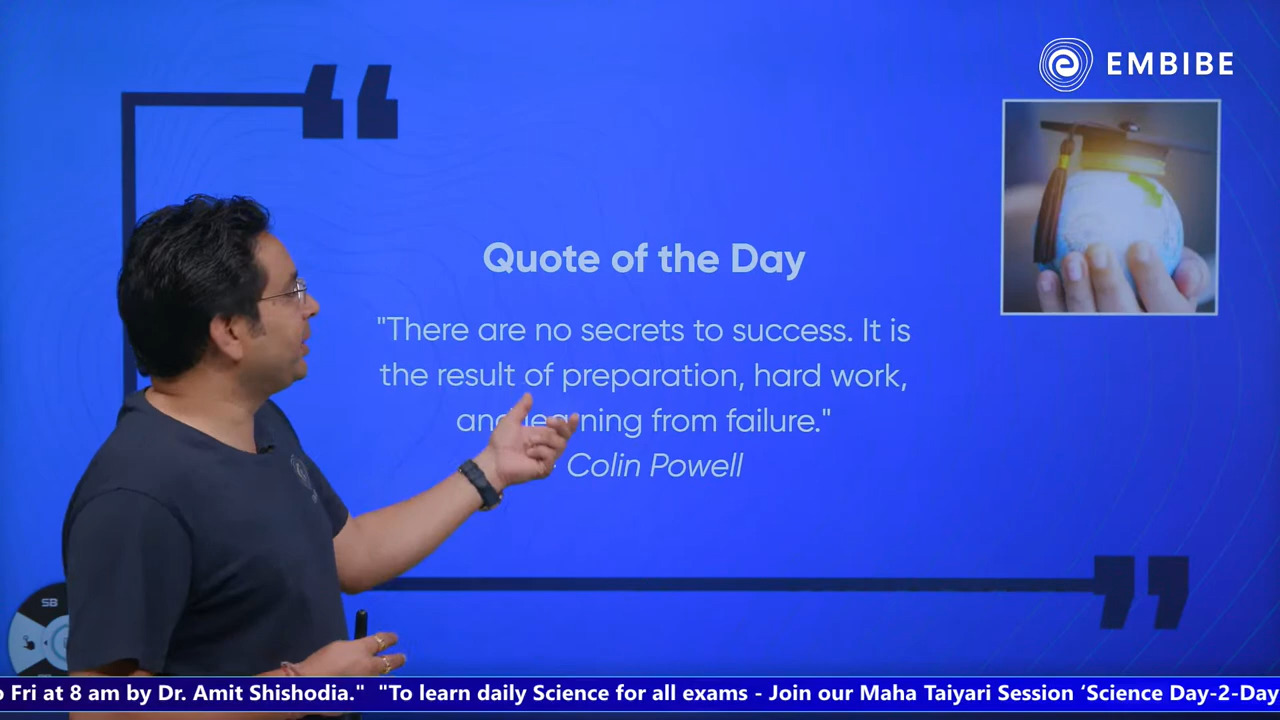 EMBIBE
Quote of the Day
"There are no secrets to success. It is
the result of preparation, hard work,
and learning from failure."
- Colin Powell
SB
Fri at 8 am by Dr. Amit Shishodia." "To learn daily Science for all exams - Join our Maha Taiyari Session ‘Science Day-2-Day